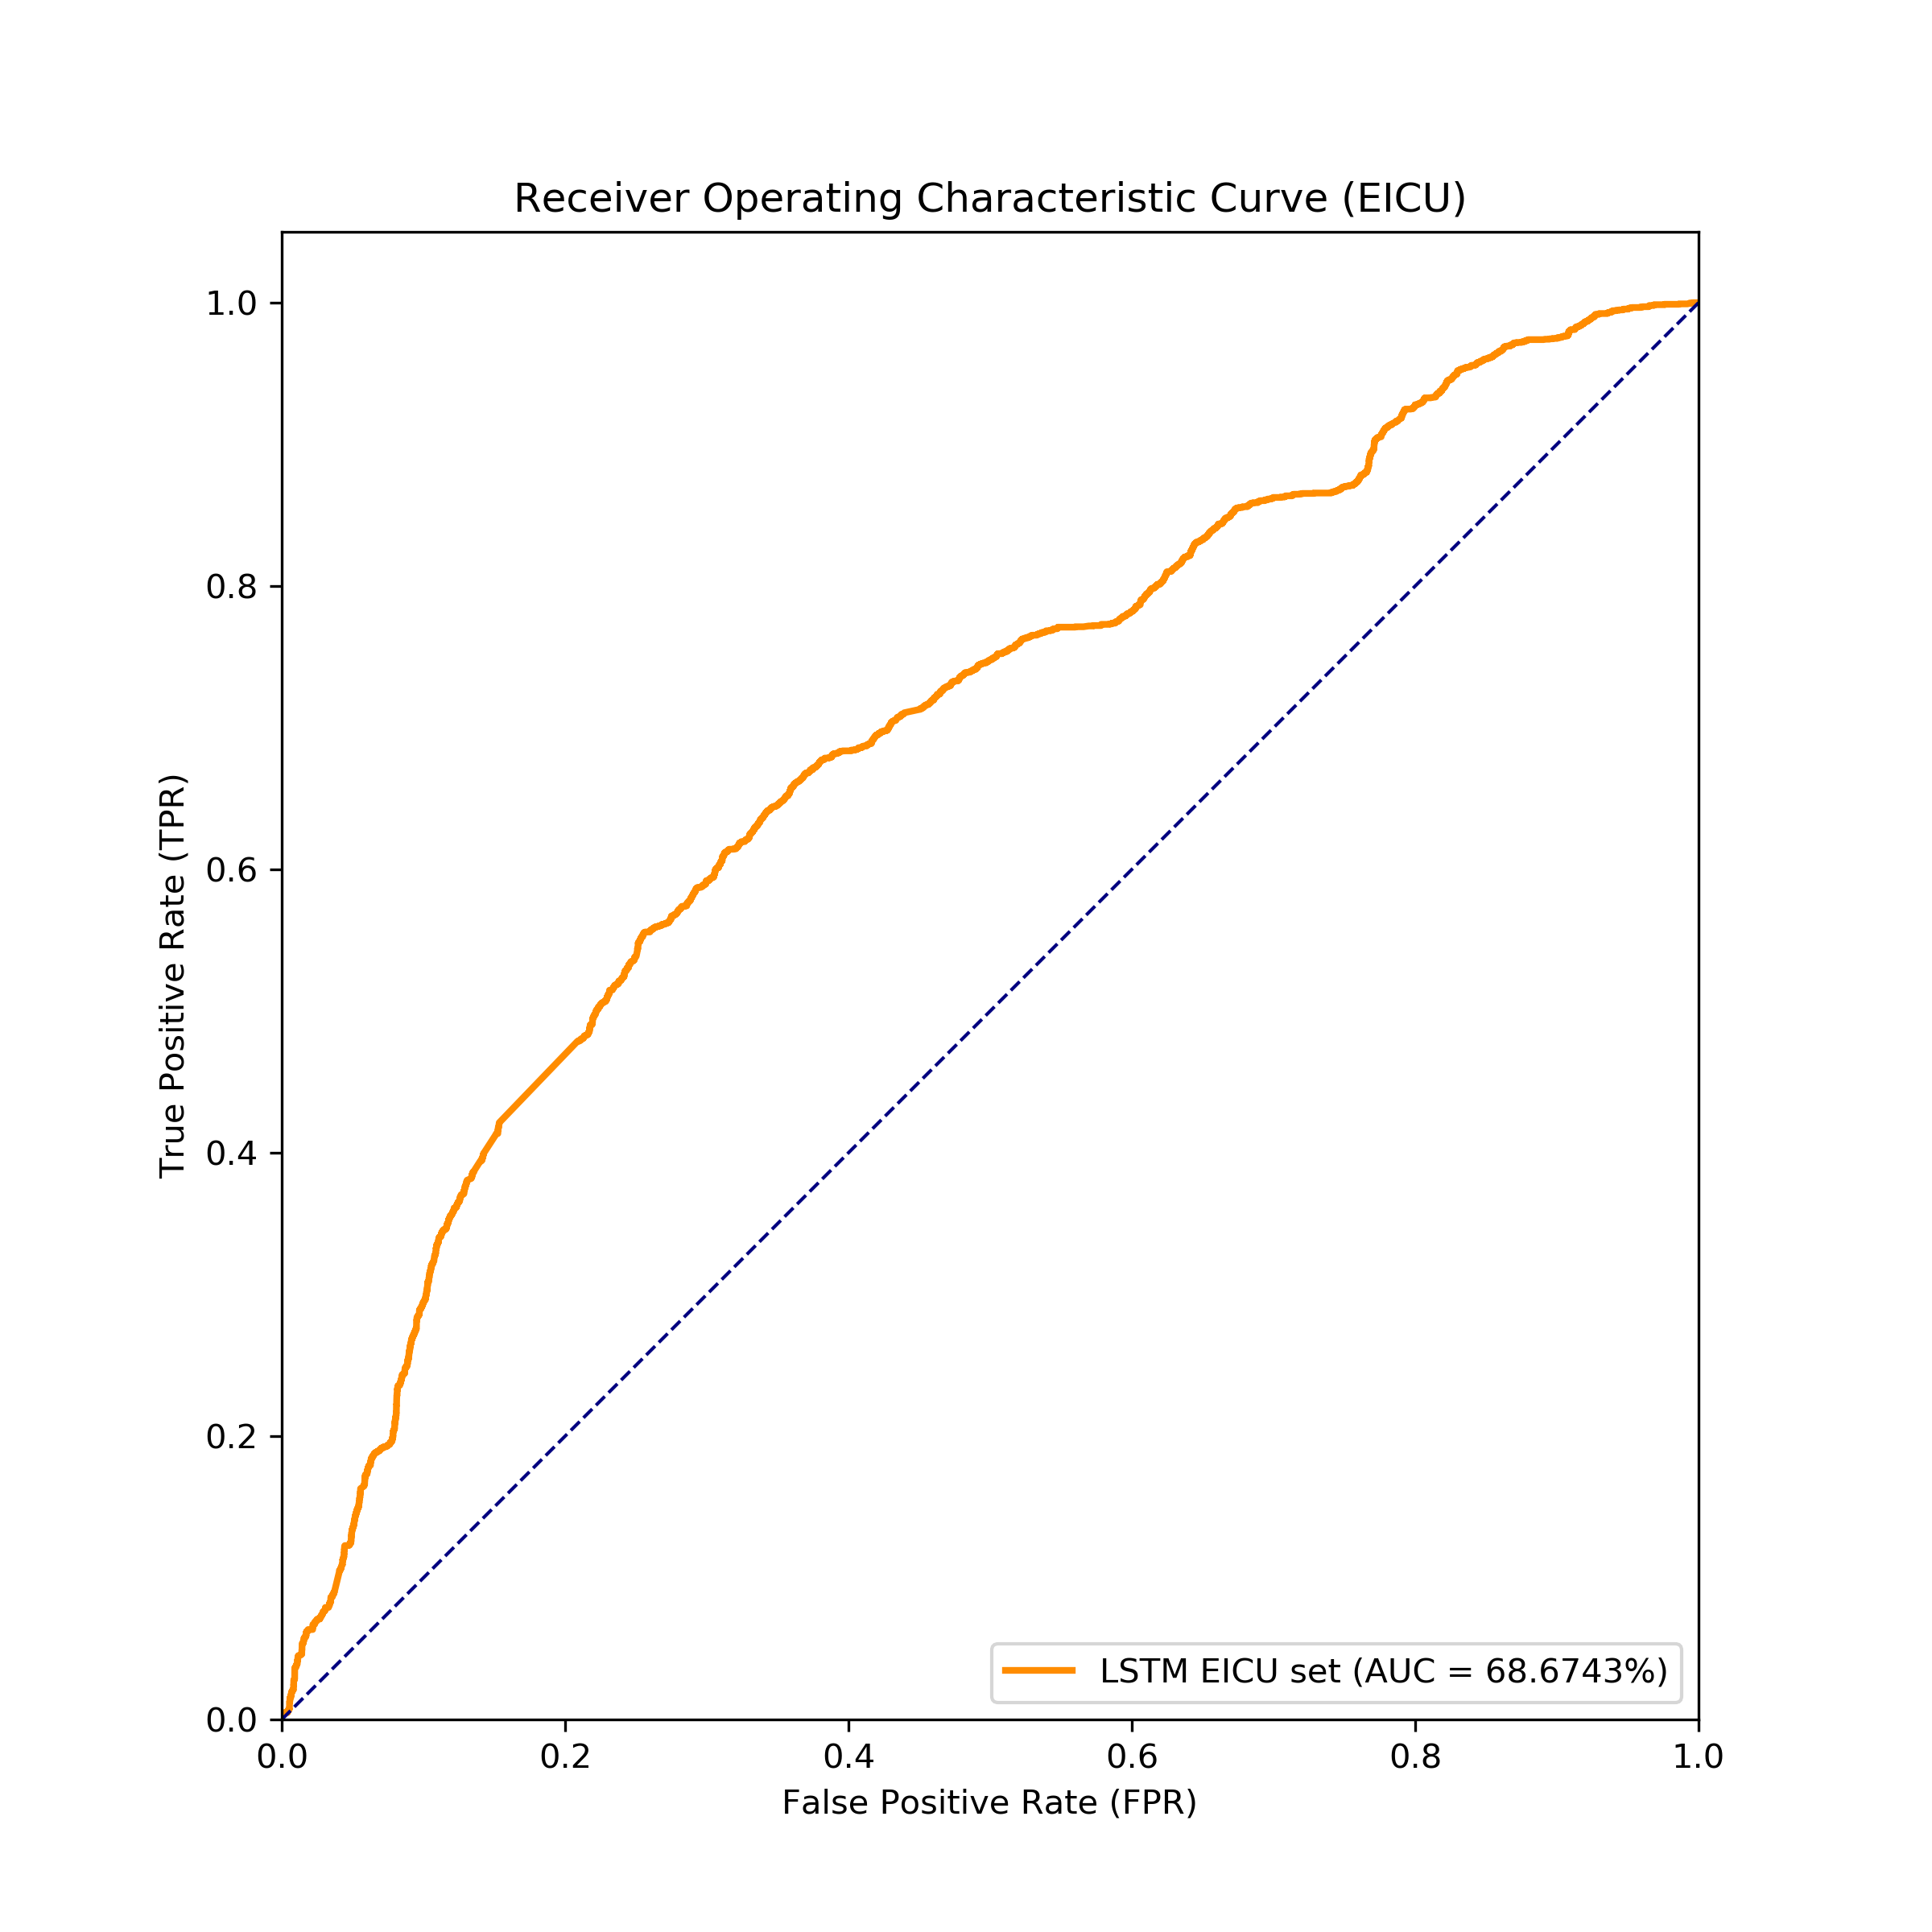 Receiver Operating Characteristic Curve (EICU)
1.0
0.8
0.6
0.4
0.2
0.0
True Positive Rate (TPR)
LSTM EICU set (AUC = 68.6743%)
0.0 0.2 0.4 0.6 0.8 1.0
False Positive Rate (FPR)